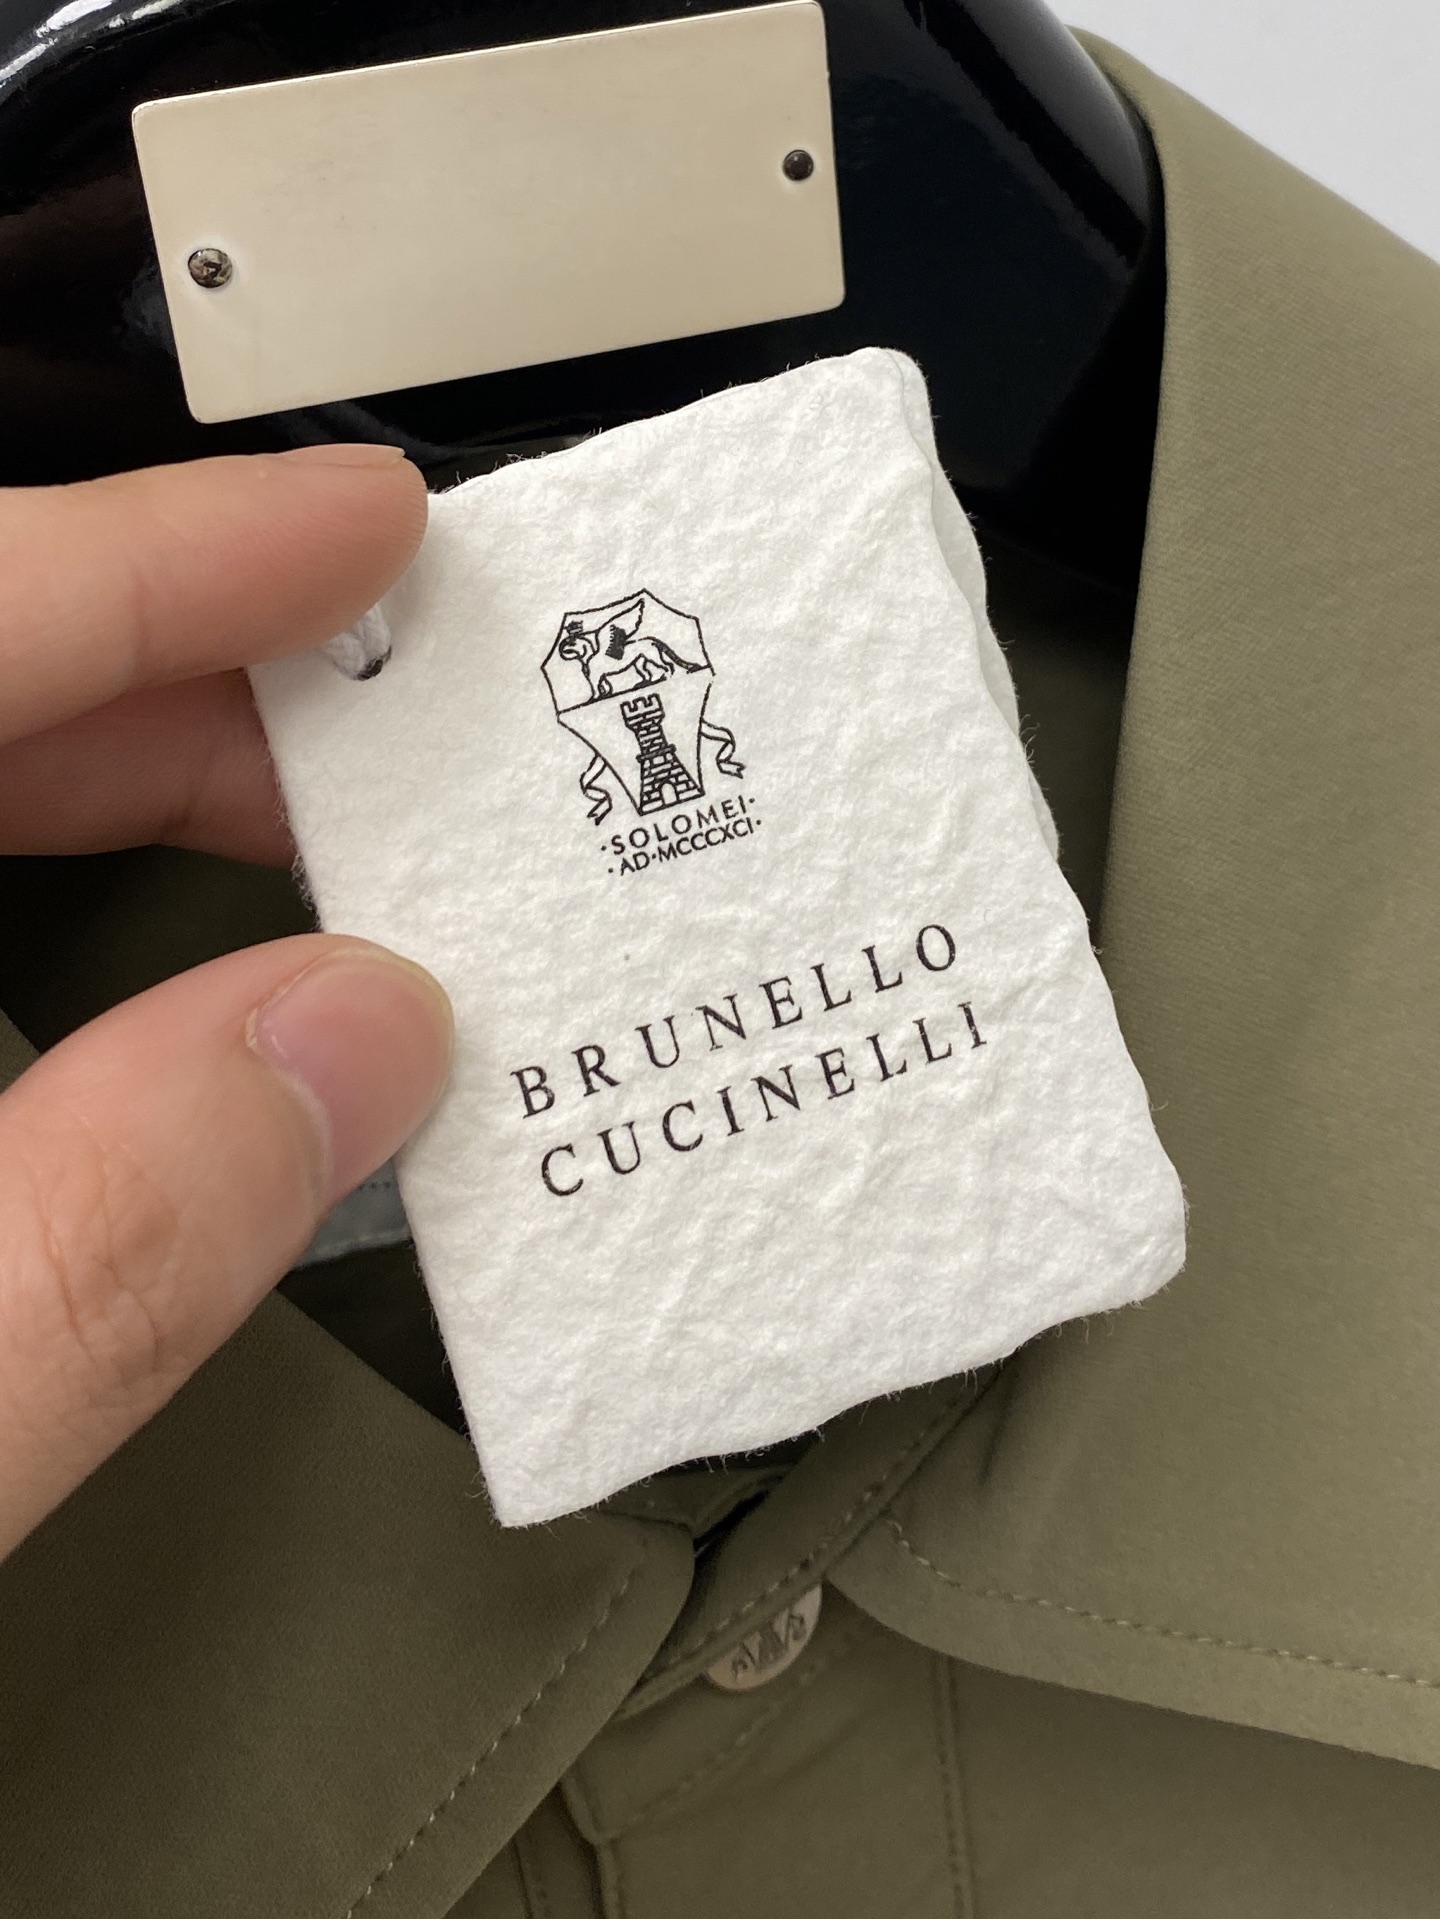 ·SOLOMEI·
·AD·MCCCXCI·
BRUNELLO
CUCINELLI